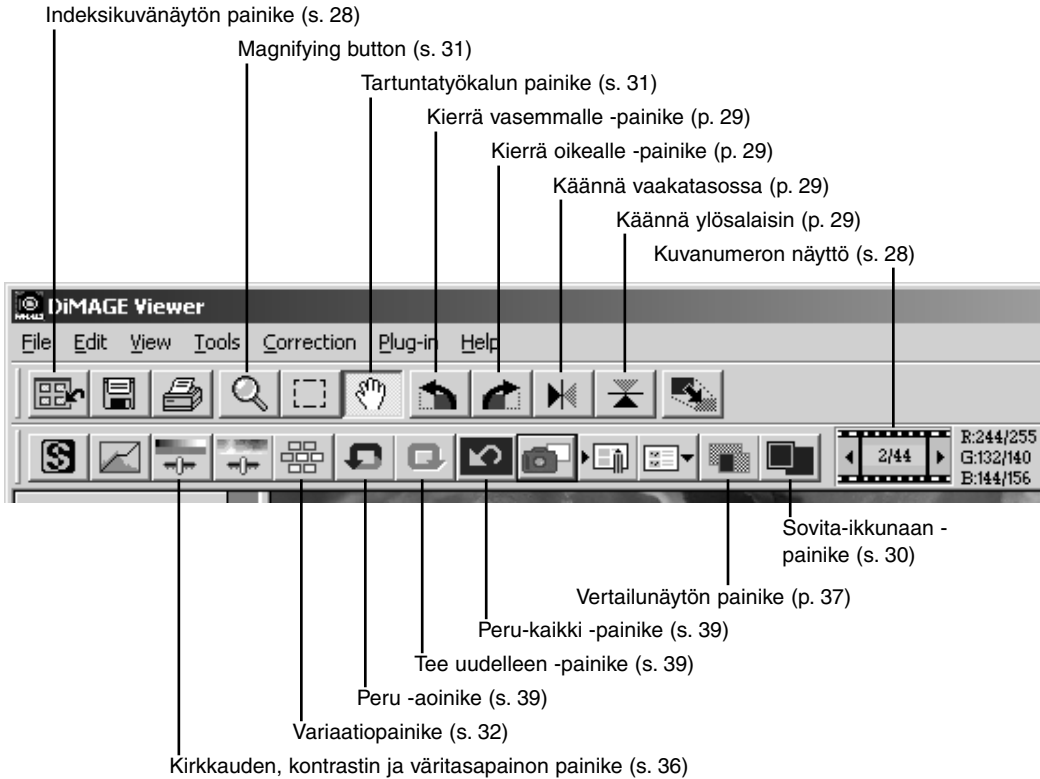 Indeksikuvänäytön painike (s. 28)
Magnifying button (s. 31)
Tartuntatyökalun painike (s. 31)
Kierrä vasemmalle -painike (p. 29)
Kierrä oikealle -painike (p. 29)
Käännä vaakatasossa (p. 29)
Käännä ylösalaisin (p. 29)
Kuvanumeron näyttö (s. 28)
DiMAGE Viewer
File Edit View Tools Correction Plug-in Help
R:244/255
2/44 G:132/140
B:144/156
Sovita-ikkunaan -
painike (s. 30)
Vertailunäytön painike (p. 37)
Peru-kaikki -painike (s. 39)
Tee uudelleen -painike (s. 39)
Peru -aoinike (s. 39)
Variaatiopainike (s. 32)
Kirkkauden, kontrastin ja väritasapainon painike (s. 36)